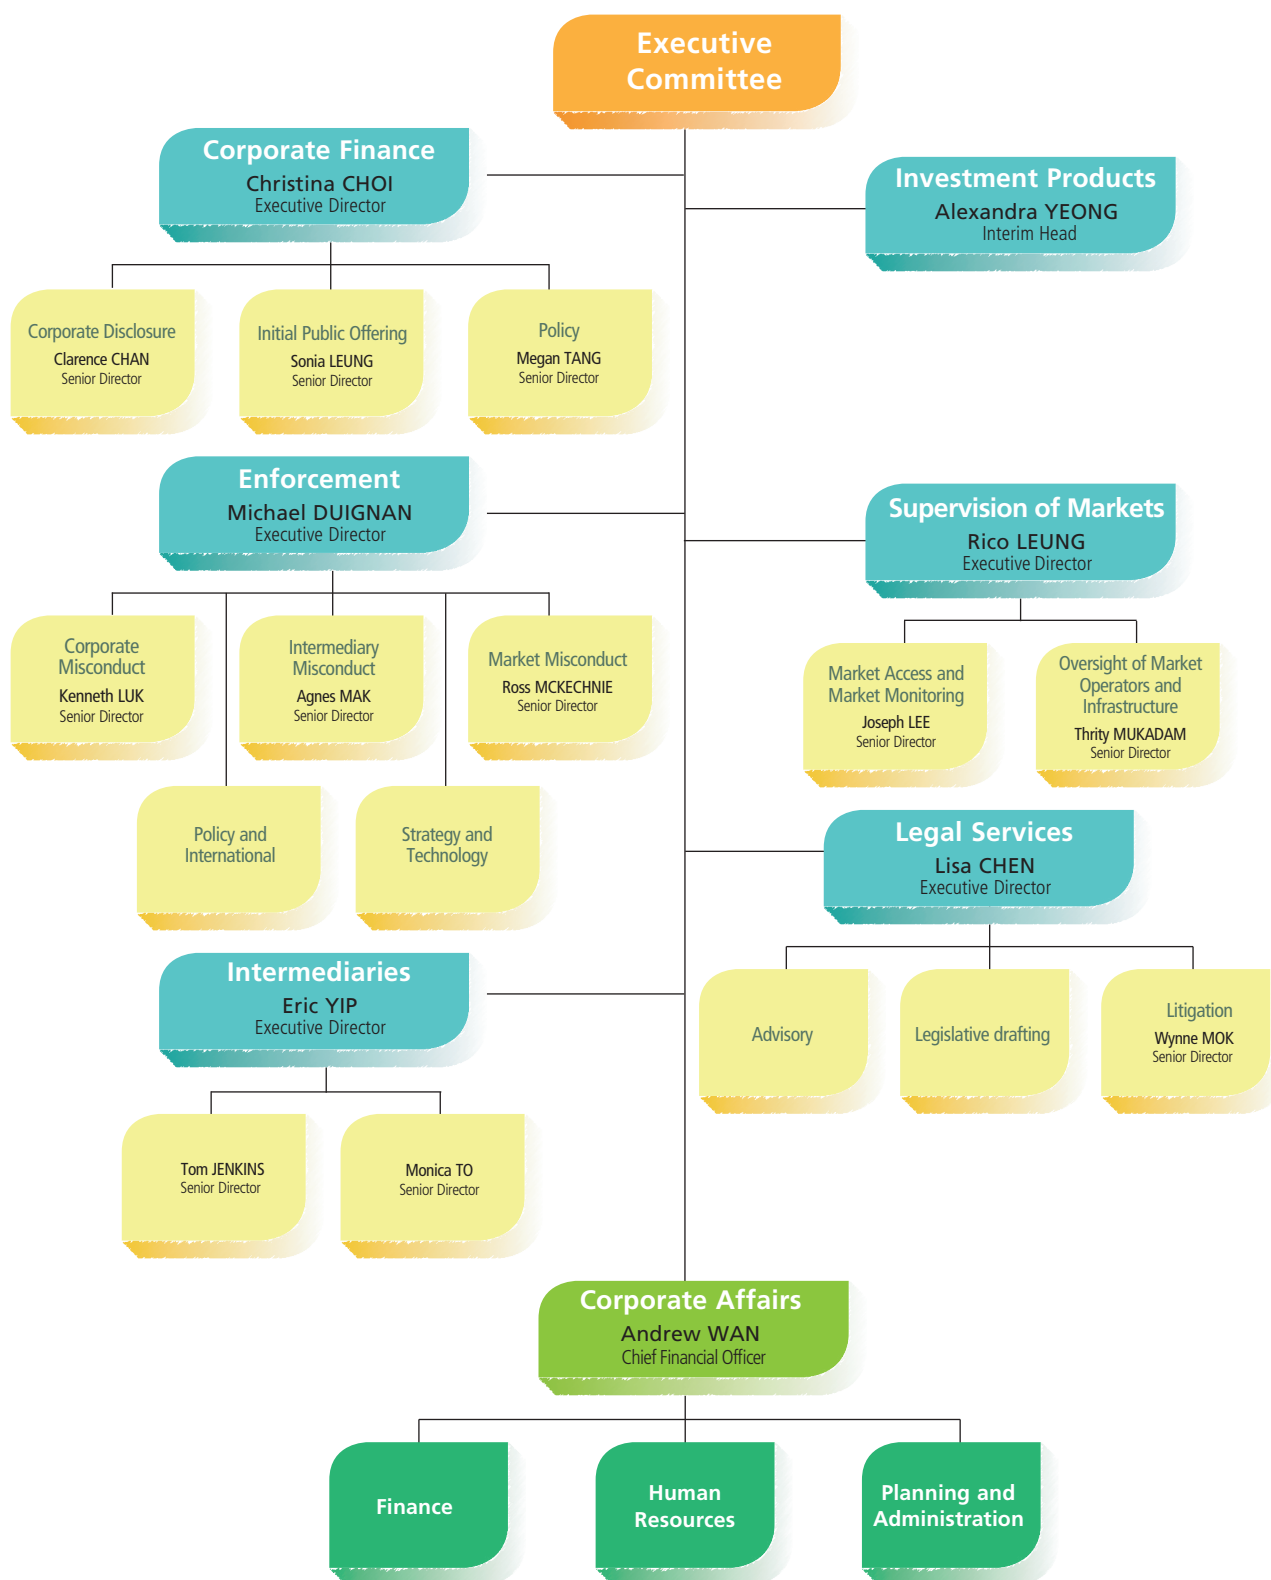 Executive
Committee
Corporate Finance
Christina CHOI
Executive Director
Investment Products
Alexandra YEONG
Interim Head
Corporate Disclosure
Clarence CHAN
Senior Director
Initial Public Offering
Sonia LEUNG
Senior Director
Policy
Megan TANG
Senior Director
Enforcement
Michael DUIGNAN
Executive Director
Supervision of Markets
Rico LEUNG
Executive Director
Corporate
Misconduct
Kenneth LUK
Senior Director
Intermediary
Misconduct
Agnes MAK
Senior Director
Market Misconduct
Ross MCKECHNIE
Senior Director
Market Access and
Market Monitoring
Joseph LEE
Senior Director
Oversight of Market
Operators and
Infrastructure
Thrity MUKADAM
Senior Director
Policy and
International
Strategy and
Technology
Legal Services
Lisa CHEN
Executive Director
Intermediaries
Eric YIP
Executive Director
Advisory
Legislative drafting
Litigation
Wynne MOK
Senior Director
Tom JENKINS
Senior Director
Monica TO
Senior Director
Corporate Affairs
Andrew WAN
Chief Financial Officer
Finance
Human
Resources
Planning and
Administration